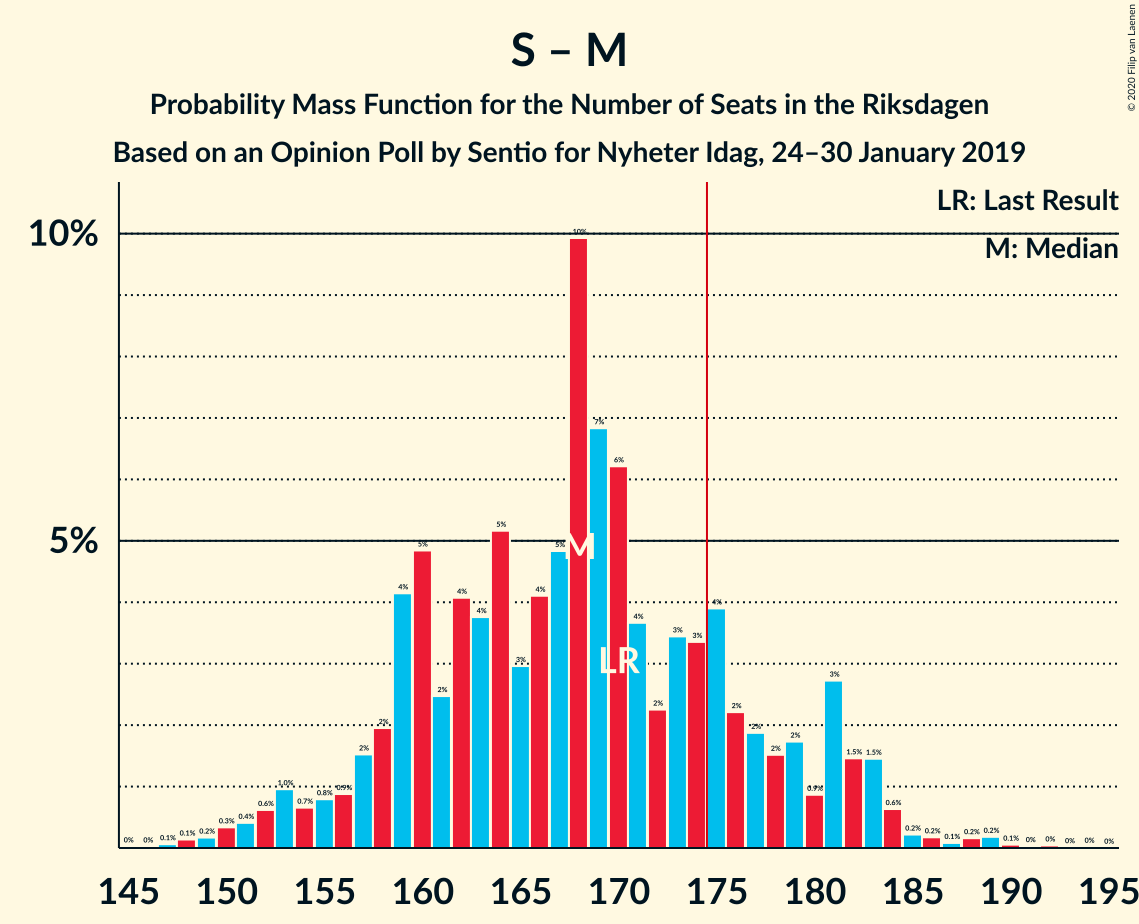 © 2020 Filip van Laenen
S – M
Probability Mass Function for the Number of Seats in the Riksdagen
Based on an Opinion Poll by Sentio for Nyheter Idag, 24–30 January 2019
LR: Last Result
M: Median
10%
5%
0% 0% 0.1% 0.1% 0.2% 0.3% 0.4% 0.6% 1.0% 0.7% 0.8% 0.9% 2% 2% 4% 5% 2% 4% 4% 5% 3% 4% 5% 10% 7% 6% 4% 2% 3% 3% 4% 2% 2% 2% 2% 0.9% 3% 1.5% 1.5% 0.6% 0.2% 0.2% 0.1% 0.2% 0.2% 0.1% 0% 0% 0% 0% 0%
M
LR
145 150 155 160 165 170 175 180 185 190 195